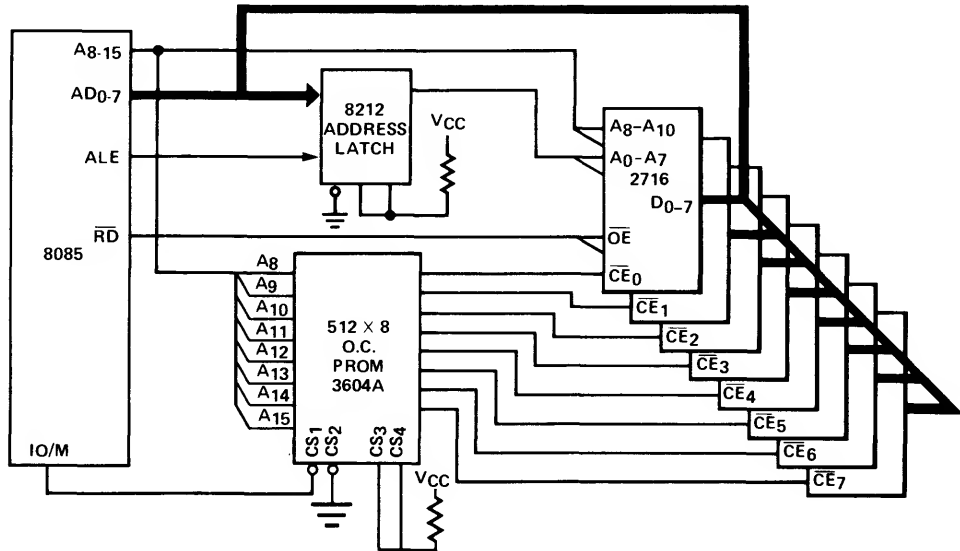 A8-15
AD0-7
ALE
RD
8085
IO/M
8212
ADDRESS
LATCH
VCC
A8–A10
A0–A7
2716
D0–7
OE
CE0
CE1
CE2
CE3
CE4
CE5
CE6
CE7
A8
A9
A10
A11
A12
A13
A14
A15
512 × 8
O.C.
PROM
3604A
CS1
CS2
CS3
CS4
VCC